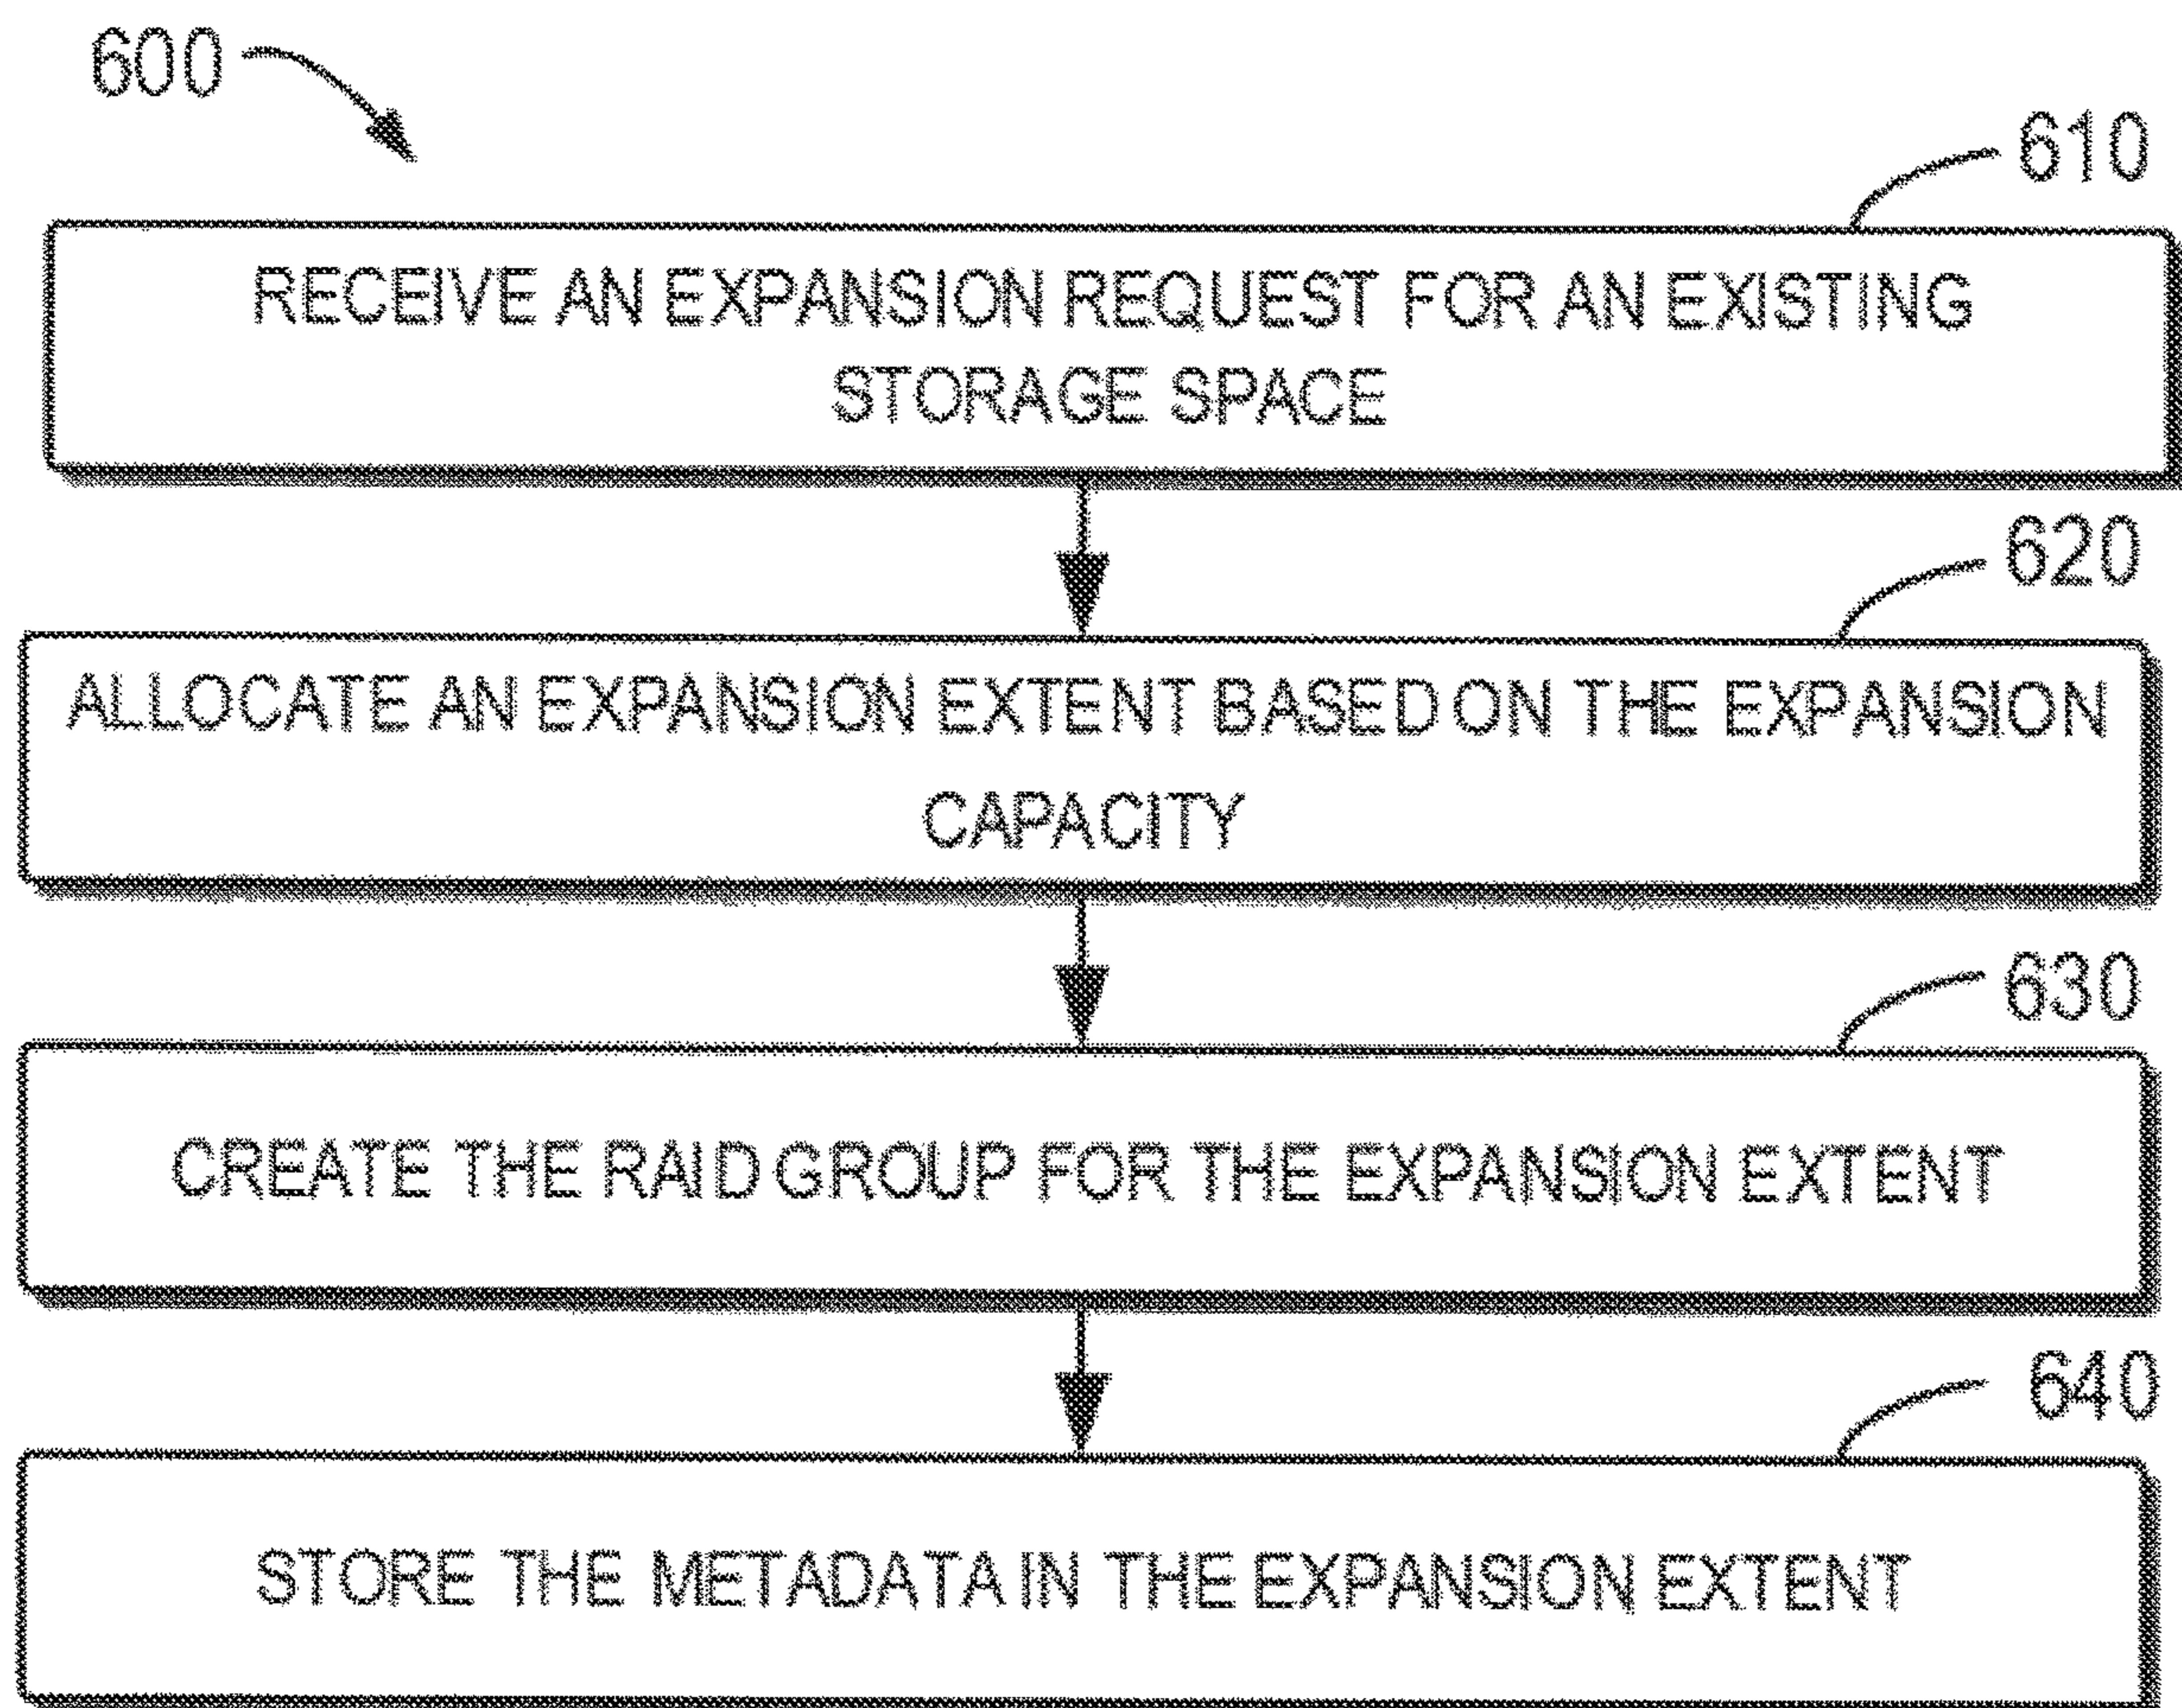 600
610
RECEIVE AN EXPANSION REQUEST FOR AN EXISTING
STORAGE SPACE
620
ALLOCATE AN EXPANSION EXTENT BASED ON THE EXPANSION
CAPACITY
630
CREATE THE RAID GROUP FOR THE EXPANSION EXTENT
640
STORE THE METADATA IN THE EXPANSION EXTENT